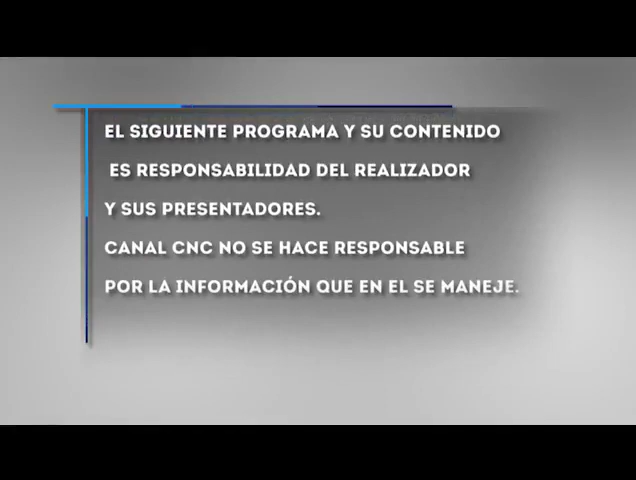 EL SIGUIENTE PROGRAMA Y SU CONTENIDO
ES RESPONSABILIDAD DEL REALIZADOR
Y SUS PRESENTADORES.
CANAL CNC NO SE HACE RESPONSABLE
POR LA INFORMACIÓN QUE EN EL SE MANEJE.